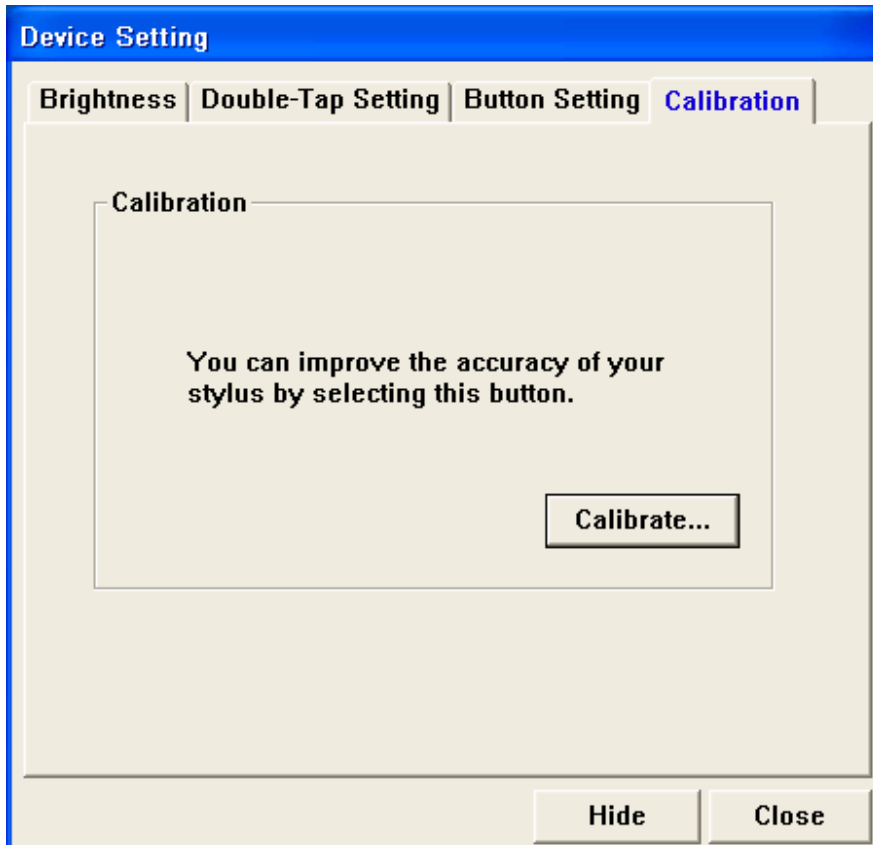 Device Setting
Brightness Double-Tap Setting Button Setting Calibration
Calibration
You can improve the accuracy of your
stylus by selecting this button.
Calibrate...
Hide Close